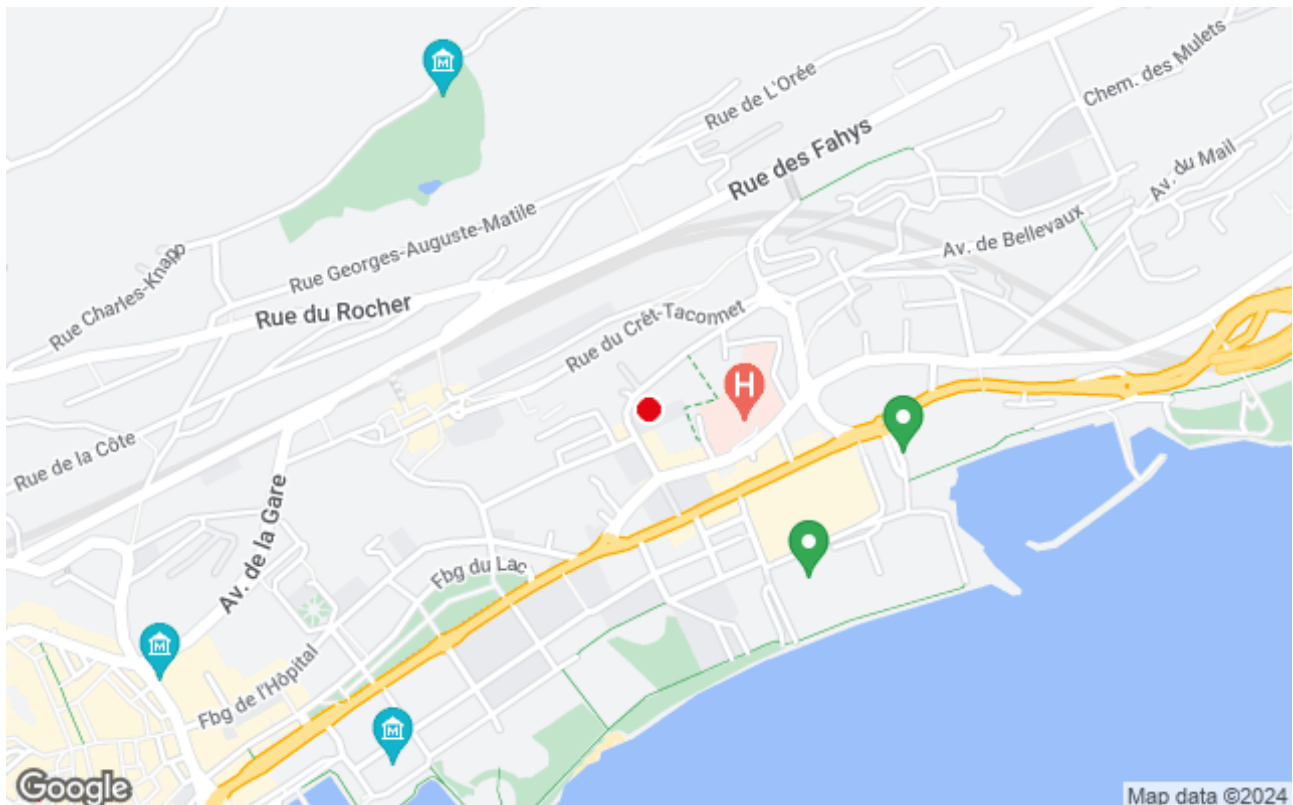 Rue de L'Orée
Chem. des Mulets
Rue des Fahys
Av. du Mail
Rue Georges-Auguste-Matile
Av. de Bellevaux
Rue Charles-Knapp
Rue du Rocher
Rue du Crêt-Taconnet
H
Rue de la Côte
Av. de la Gare
Fbg du Lac
Fbg de l'Hôpital
M
M
M
Google
Map data ©2024